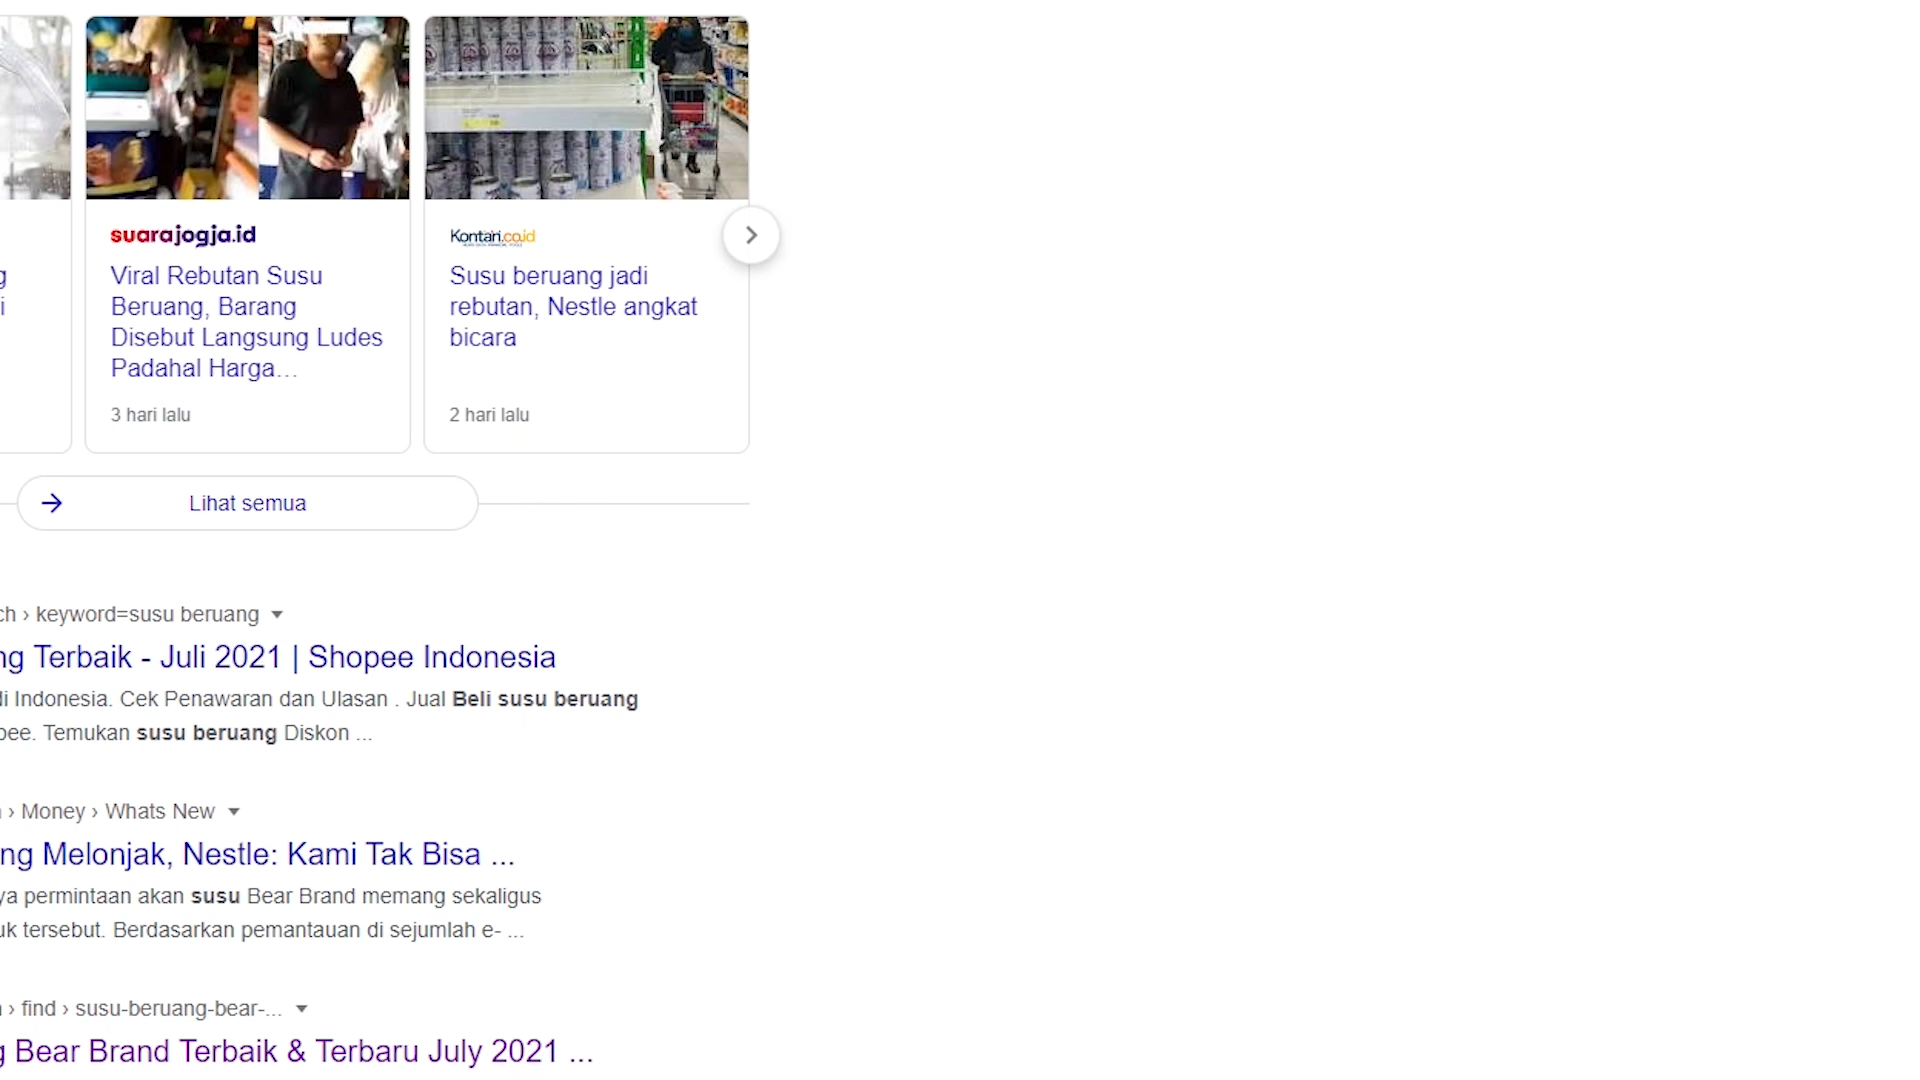 suarajogja.id
Viral Rebutan Susu
Beruang, Barang
Disebut Langsung Ludes
Padahal Harga...
3 hari lalu
Kontan.co.id
Susu beruang jadi
rebutan, Nestle angkat
bicara
2 hari lalu
g
i
Lihat semua
ch › keyword=susu beruang
ng Terbaik - Juli 2021 | Shopee Indonesia
di Indonesia. Cek Penawaran dan Ulasan . Jual Beli susu beruang
pee. Temukan susu beruang Diskon ...
› Money › Whats New
ng Melonjak, Nestle: Kami Tak Bisa ...
ya permintaan akan susu Bear Brand memang sekaligus
uk tersebut. Berdasarkan pemantauan di sejumlah e- ...
› find › susu-beruang-bear-...
g Bear Brand Terbaik & Terbaru July 2021 ...